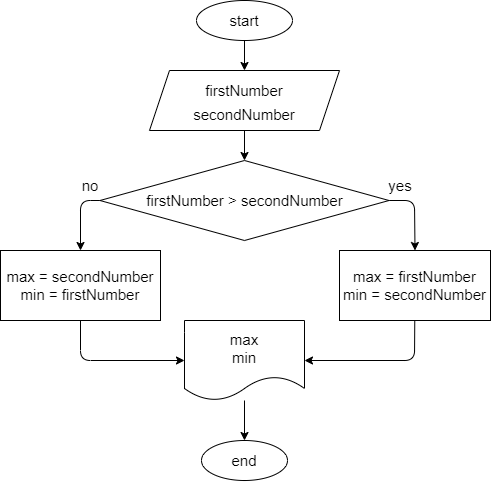 start
firstNumber
secondNumber
firstNumber > secondNumber
no
yes
max = secondNumber
min = firstNumber
max = firstNumber
min = secondNumber
max
min
end